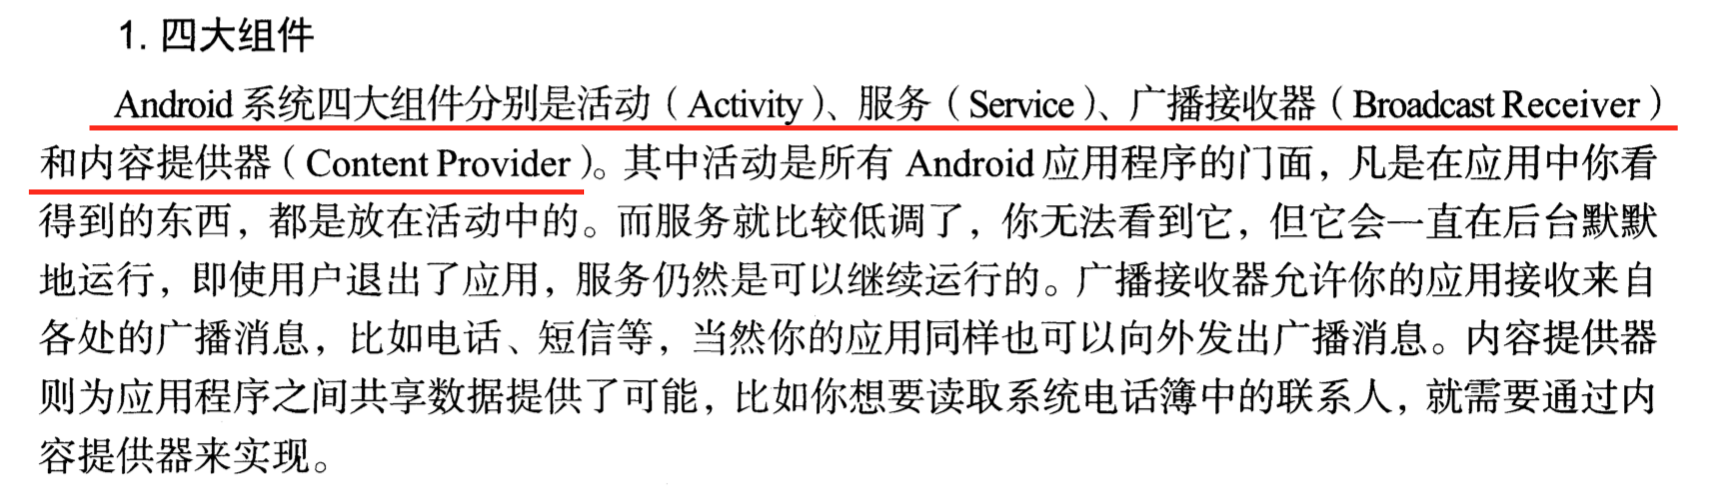 1. 四大组件
Android 系统四大组件分别是活动（Activity）、服务（Service）、广播接收器（Broadcast Receiver）
和内容提供器（Content Provider）。其中活动是所有 Android 应用程序的门面，凡是在应用中你看
得到的东西，都是放在活动中的。而服务就比较低调了，你无法看到它，但它会一直在后台默默
地运行，即使用户退出了应用，服务仍然是可以继续运行的。广播接收器允许你的应用接收来自
各处的广播消息，比如电话、短信等，当然你的应用同样也可以向外发出广播消息。内容提供器
则为应用程序之间共享数据提供了可能，比如你想要读取系统电话簿中的联系人，就需要通过内
容提供器来实现。